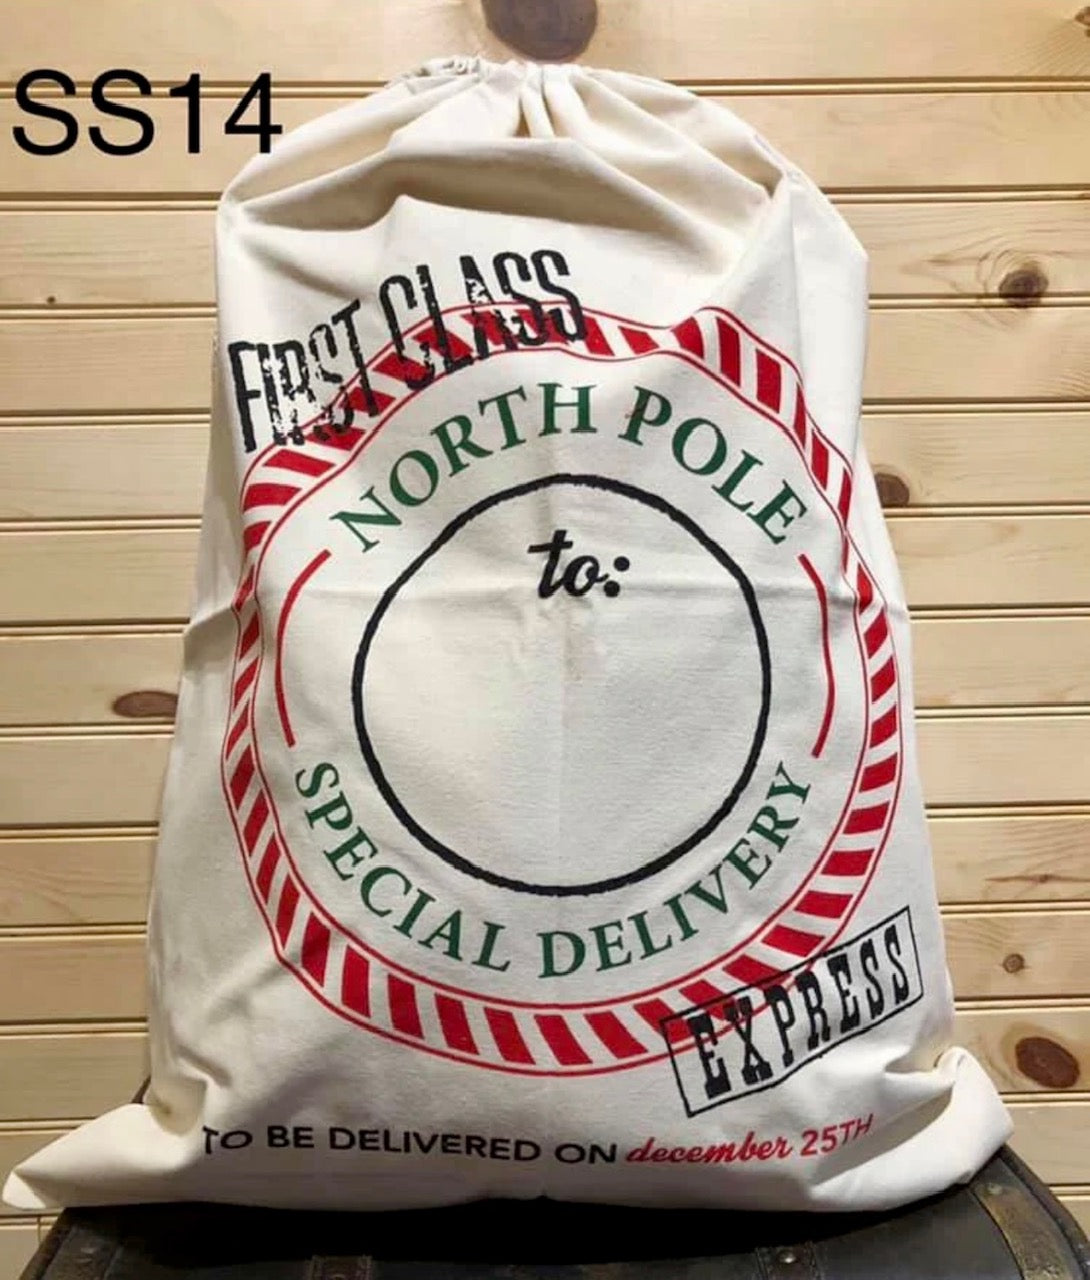 SS14
FIRST CLASS
NORTH POLE
to:
SPECIAL DELIVERY
EXPRESS
TO BE DELIVERED ON december 25TH